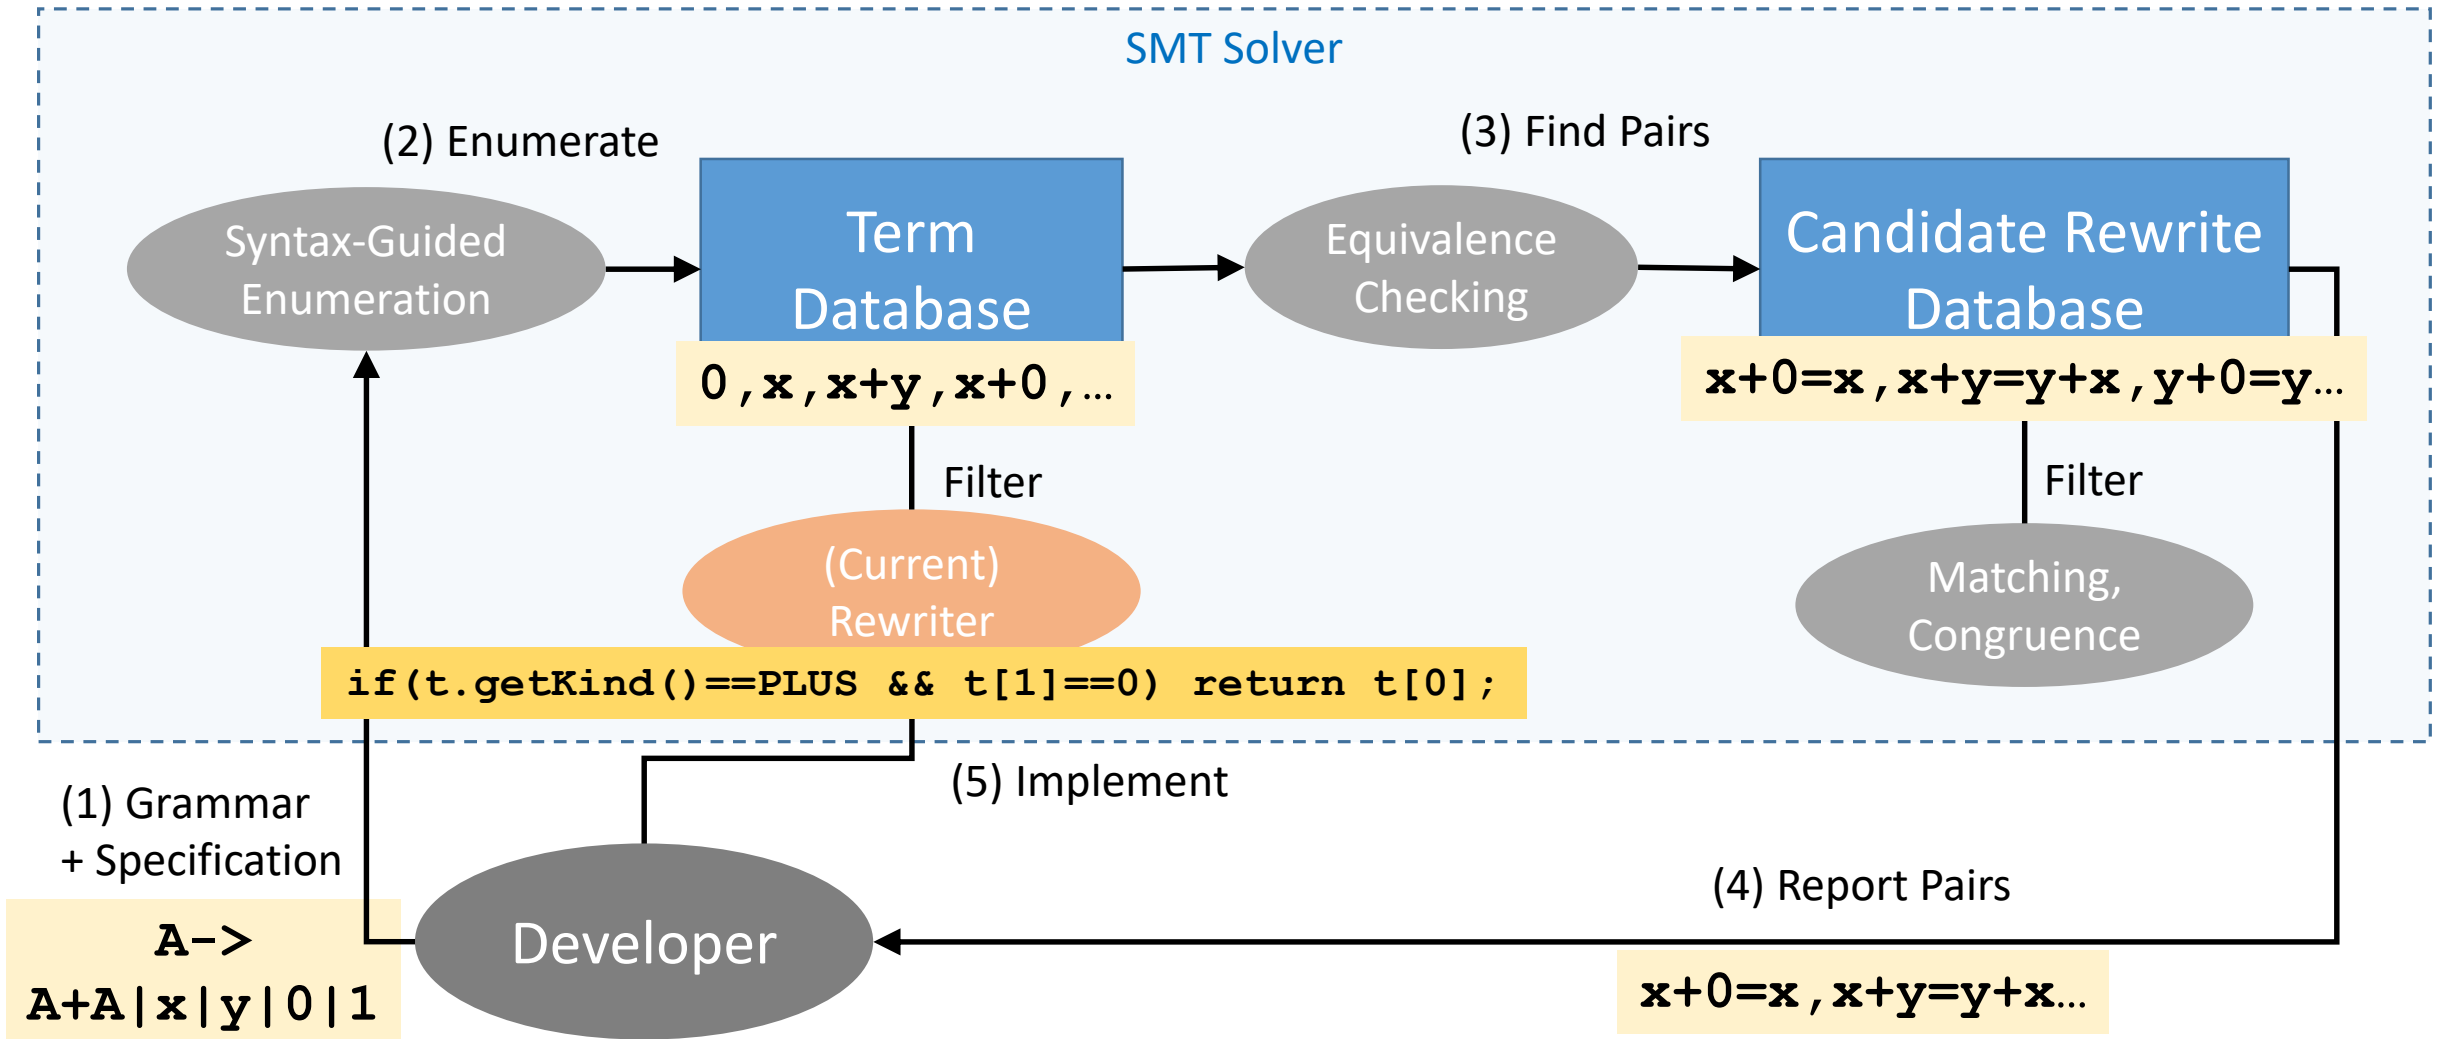 SMT Solver
(2) Enumerate
(3) Find Pairs
Syntax-Guided
Enumeration
Term
Database
Equivalence
Checking
Candidate Rewrite
Database
0,x,x+y,x+0,…
x+0=x,x+y=y+x,y+0=y…
Filter
Filter
(Current)
Rewriter
Matching,
Congruence
if(t.getKind()==PLUS && t[1]==0) return t[0];
(5) Implement
(1) Grammar
+ Specification
(4) Report Pairs
A->
A+A|x|y|0|1
Developer
x+0=x,x+y=y+x…